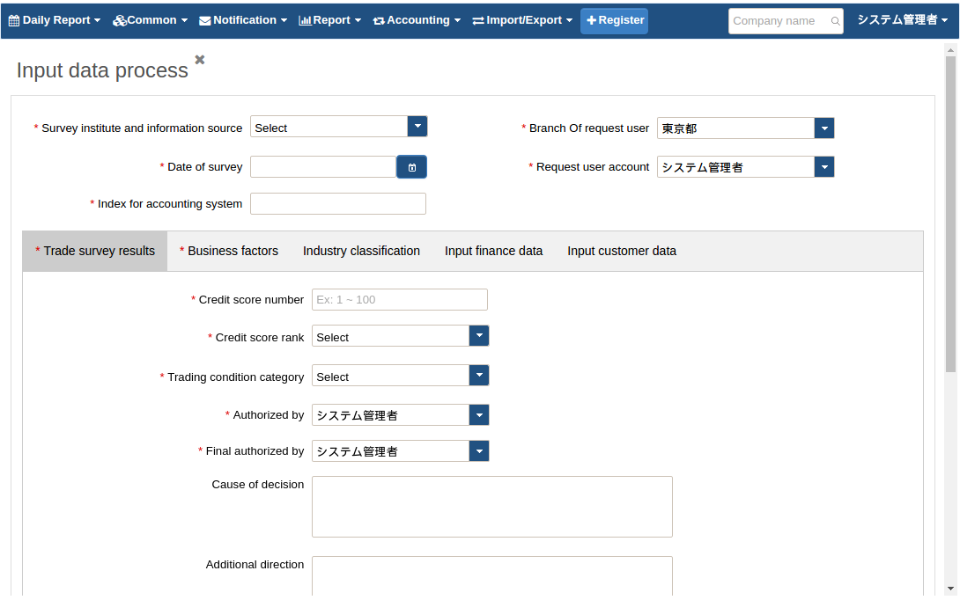 Daily Report Common Notification Report Accounting Import/Export Register Company name システム管理者
Input data process
* Survey institute and information source Select * Branch Of request user 東京都
* Date of survey * Request user account システム管理者
* Index for accounting system
* Trade survey results * Business factors Industry classification Input finance data Input customer data
* Credit score number Ex: 1 ~ 100
* Credit score rank Select
* Trading condition category Select
* Authorized by システム管理者
* Final authorized by システム管理者
Cause of decision
Additional direction